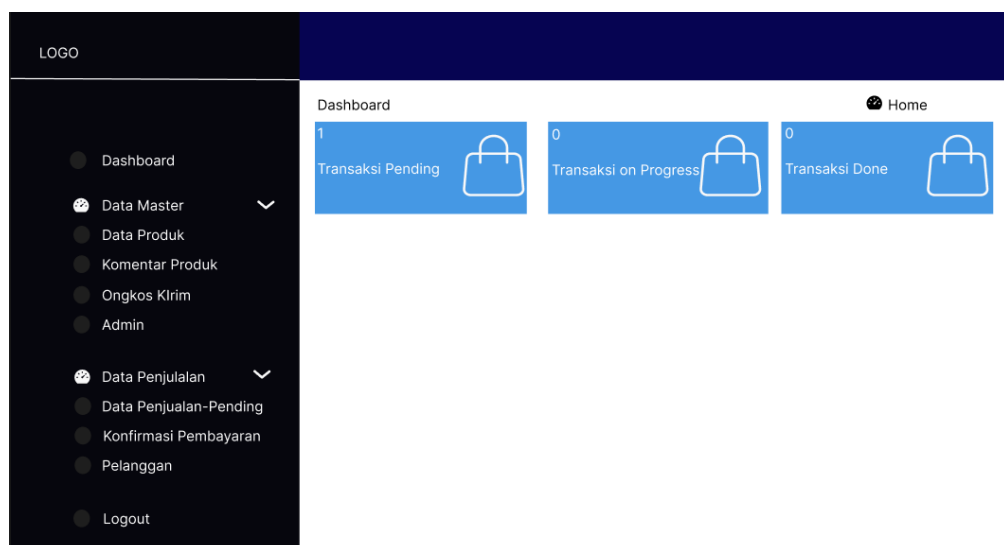 LOGO
Dashboard
Data Master
Data Produk
Komentar Produk
Ongkos KIrim
Admin
Data Penjulalan
Data Penjualan-Pending
Konfirmasi Pembayaran
Pelanggan
Logout
Dashboard
Home
1
Transaksi Pending
0
Transaksi on Progress
0
Transaksi Done